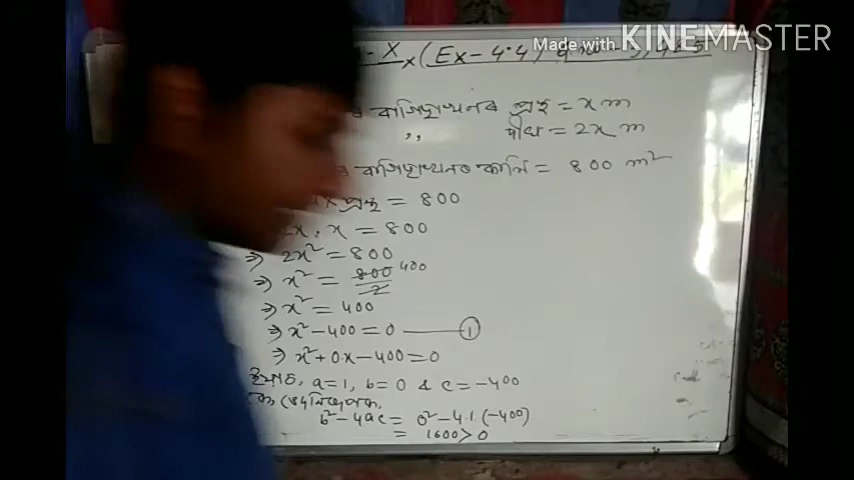 Made with KINEMASTER
- X (Ex-4.4)
বাগিছাখনৰ প্ৰস্থ = x m
,, দীঘ = 2x m
বাগিছাখনৰ কালি = 800 m²
x প্ৰস্থ = 800
2x . x = 800
⇒ 2x² = 800
⇒ x² = 800/2 400
⇒ x² = 400
⇒ x² - 400 = 0 ——— ①
⇒ x² + 0.x - 400 = 0
ইয়াত, a = 1, b = 0 & c = -400
b² - 4ac = 0² - 4.1.(-400)
= 1600 > 0